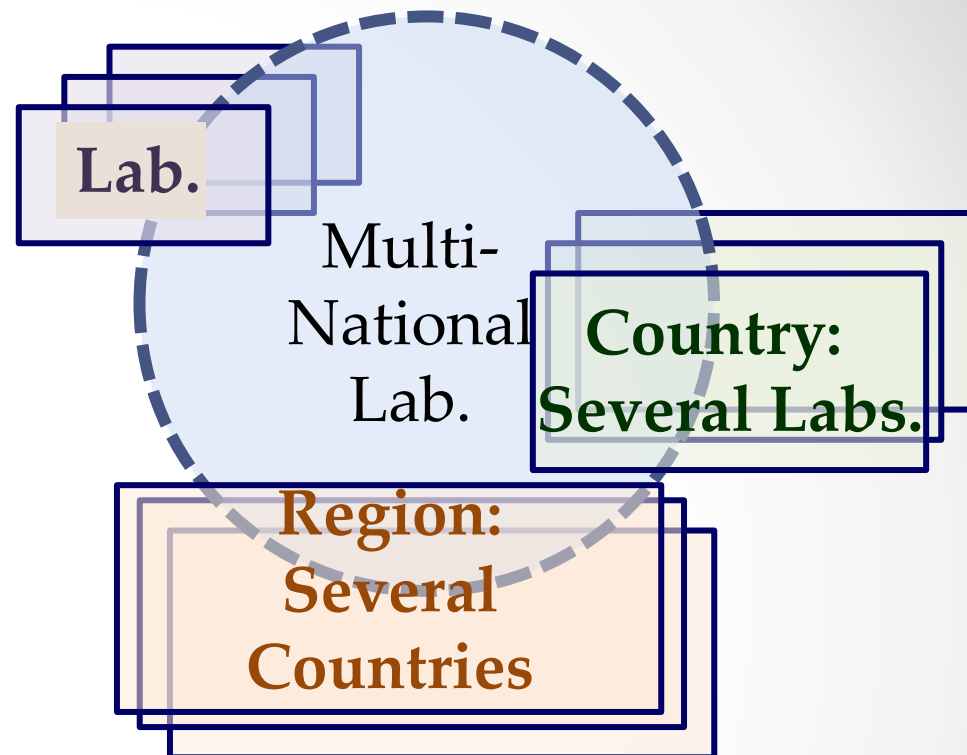 Lab.
Multi-
National
Lab.
Country:
Several Labs.
Region:
Several
Countries